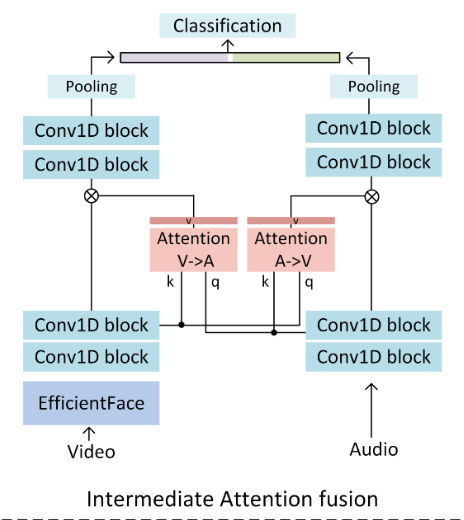 Classification
Pooling
Pooling
Conv1D block
Conv1D block
Conv1D block
Conv1D block
v
v
Attention
V->A
Attention
A->V
k
q
k
q
Conv1D block
Conv1D block
Conv1D block
Conv1D block
EfficientFace
Video
Audio
Intermediate Attention fusion